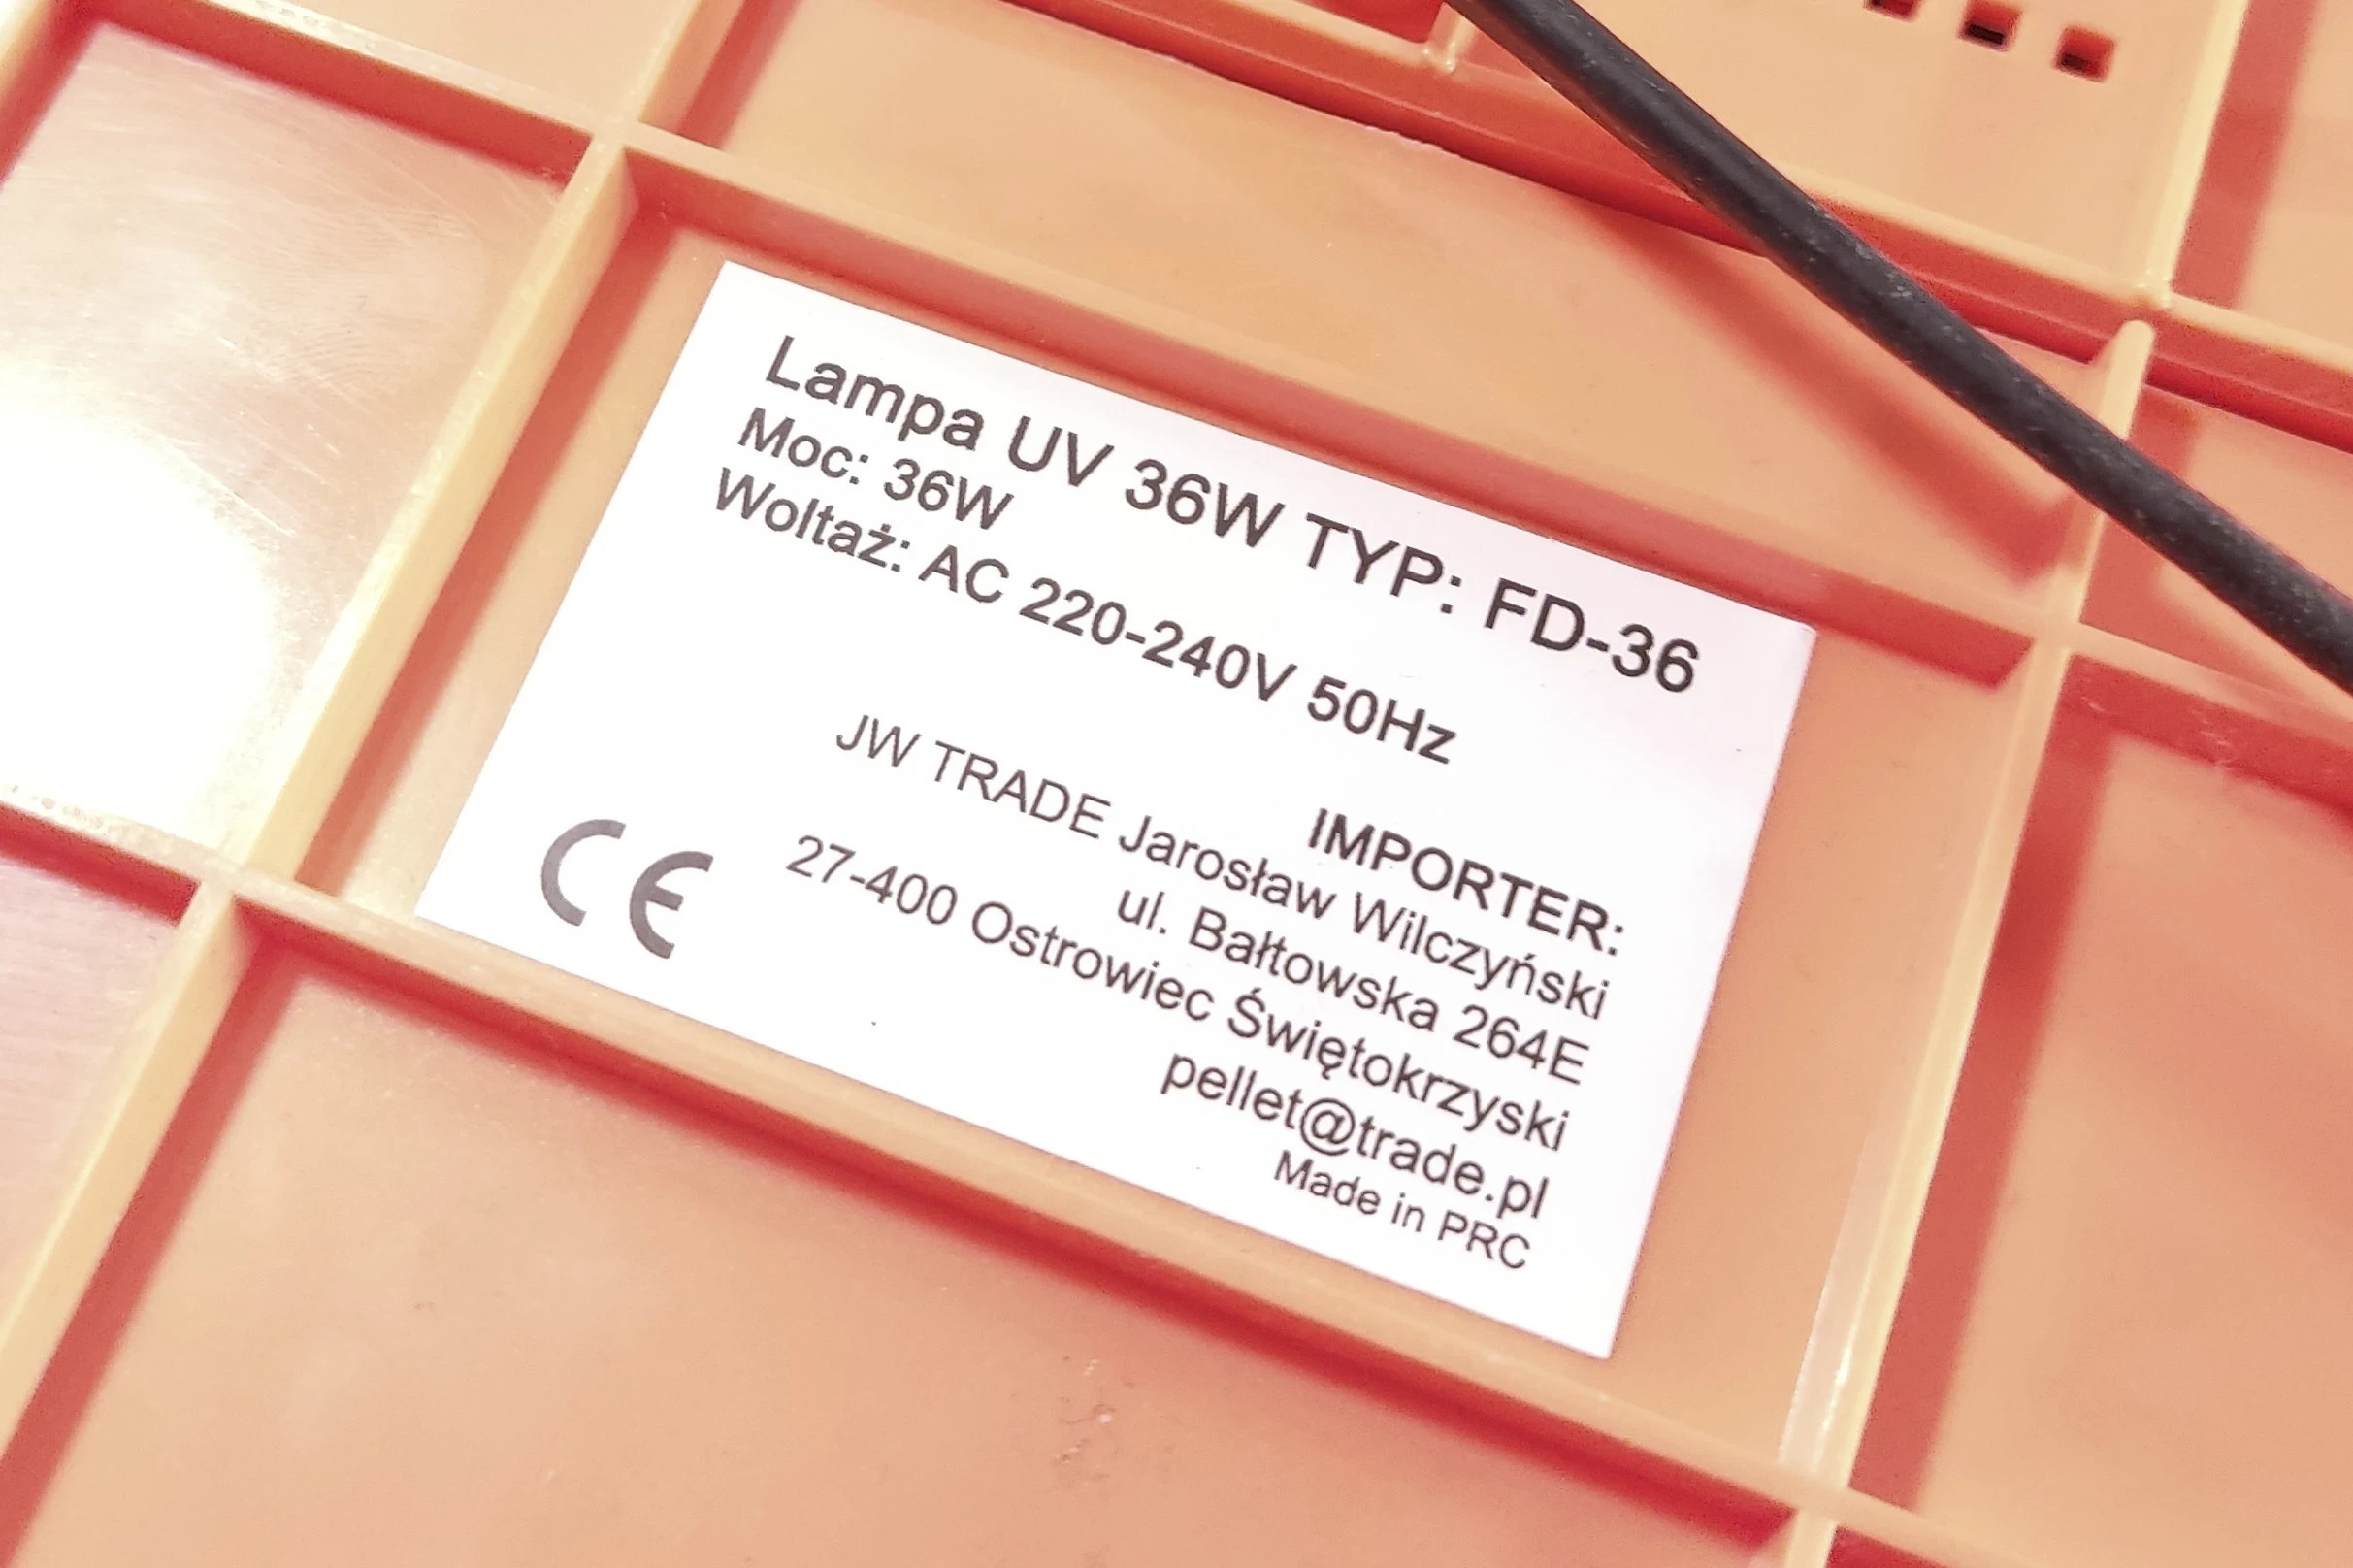 Lampa UV 36W TYP: FD-36
Moc: 36W
Woltaż: AC 220-240V 50Hz
IMPORTER:
JW TRADE Jarosław Wilczyński
ul. Bałtowska 264E
27-400 Ostrowiec Świętokrzyski
pellet@trade.pl
Made in PRC
CE